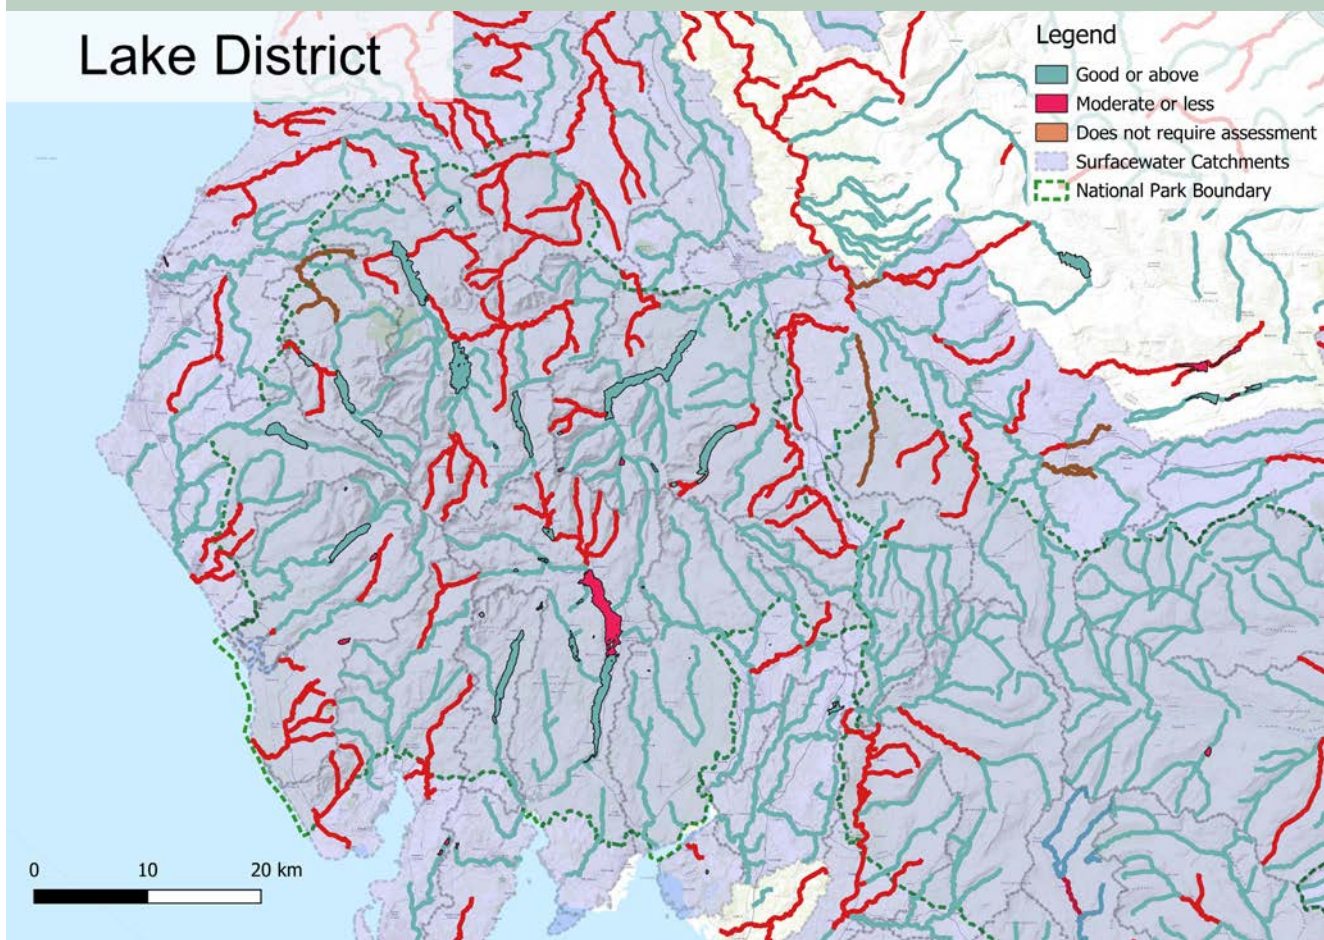 Lake District
Legend
Good or above
Moderate or less
Does not require assessment
Surfacewater Catchments
National Park Boundary
0 10 20 km